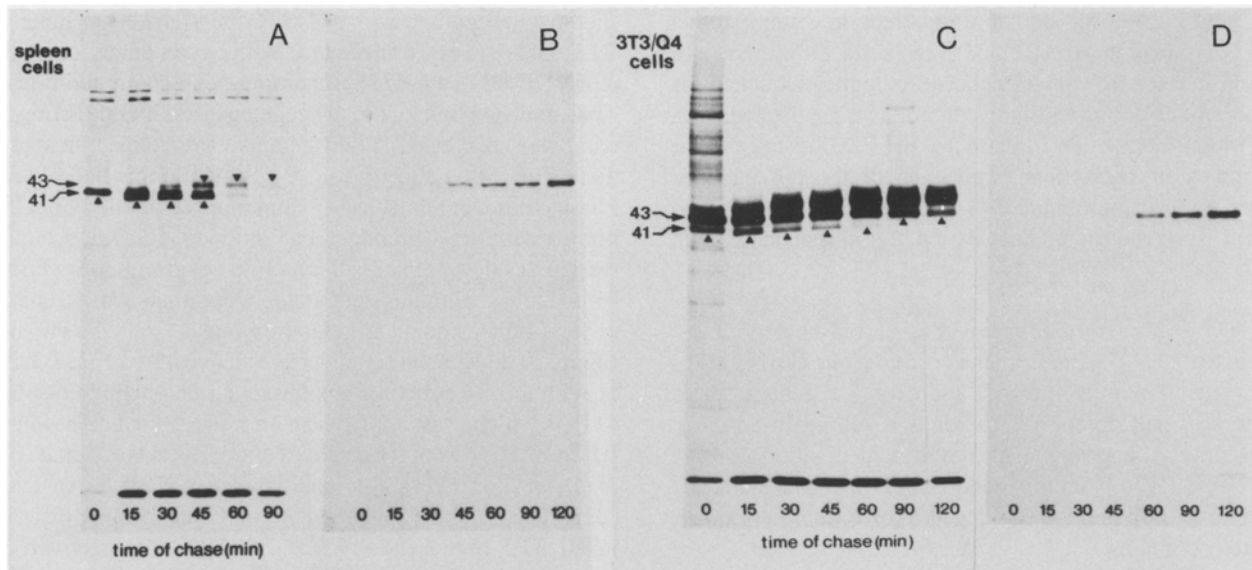 A
B
C
D
spleen
cells
43
41
0 15 30 45 60 90
time of chase(min)
0 15 30 45 60 90 120
3T3/Q4
cells
43
41
0 15 30 45 60 90 120
time of chase(min)
0 15 30 45 60 90 120